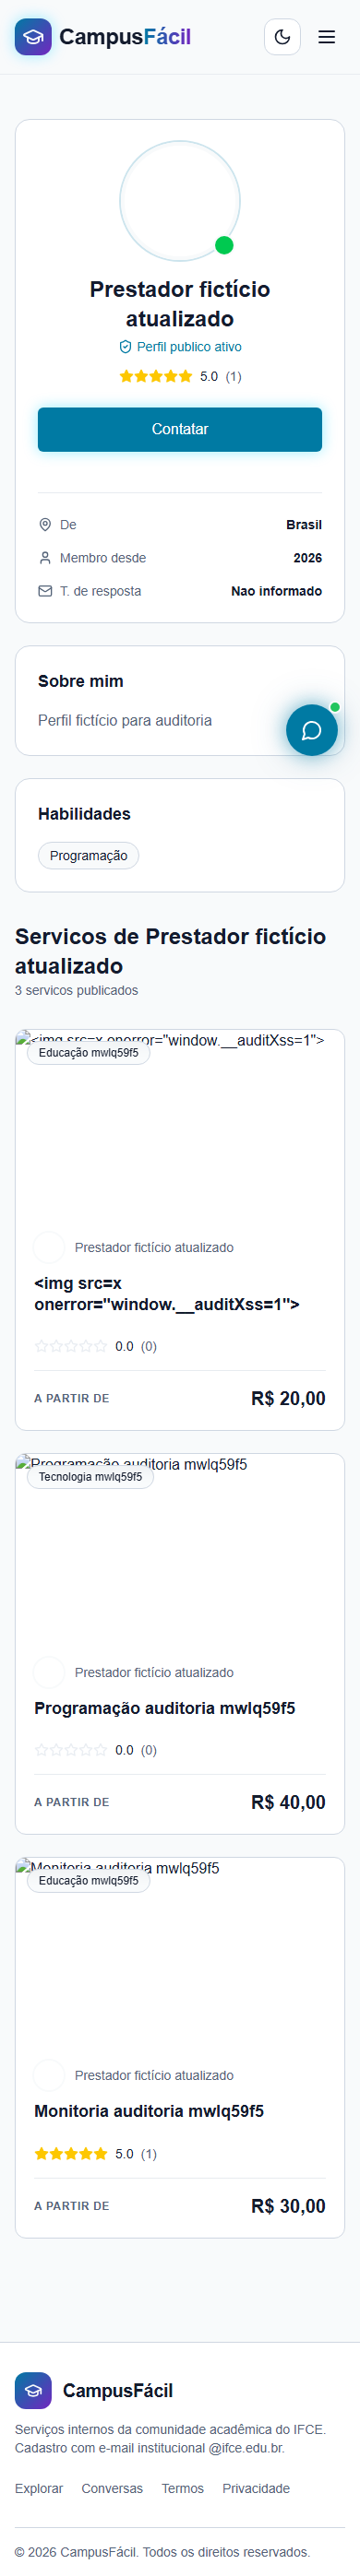 CampusFácil
Prestador fictício
atualizado
Perfil publico ativo
5.0 (1)
Contatar
De Brasil
Membro desde 2026
T. de resposta Nao informado
Sobre mim
Perfil fictício para auditoria
Habilidades
Programação
Servicos de Prestador fictício
atualizado
3 servicos publicados
<img src=x onerror="window.__auditXss=1">
Educação mwlq59f5
Prestador fictício atualizado
<img src=x
onerror="window.__auditXss=1">
0.0 (0)
A PARTIR DE R$ 20,00
Programação auditoria mwlq59f5
Tecnologia mwlq59f5
Prestador fictício atualizado
Programação auditoria mwlq59f5
0.0 (0)
A PARTIR DE R$ 40,00
Monitoria auditoria mwlq59f5
Educação mwlq59f5
Prestador fictício atualizado
Monitoria auditoria mwlq59f5
5.0 (1)
A PARTIR DE R$ 30,00
CampusFácil
Serviços internos da comunidade acadêmica do IFCE.
Cadastro com e-mail institucional @ifce.edu.br.
Explorar Conversas Termos Privacidade
© 2026 CampusFácil. Todos os direitos reservados.